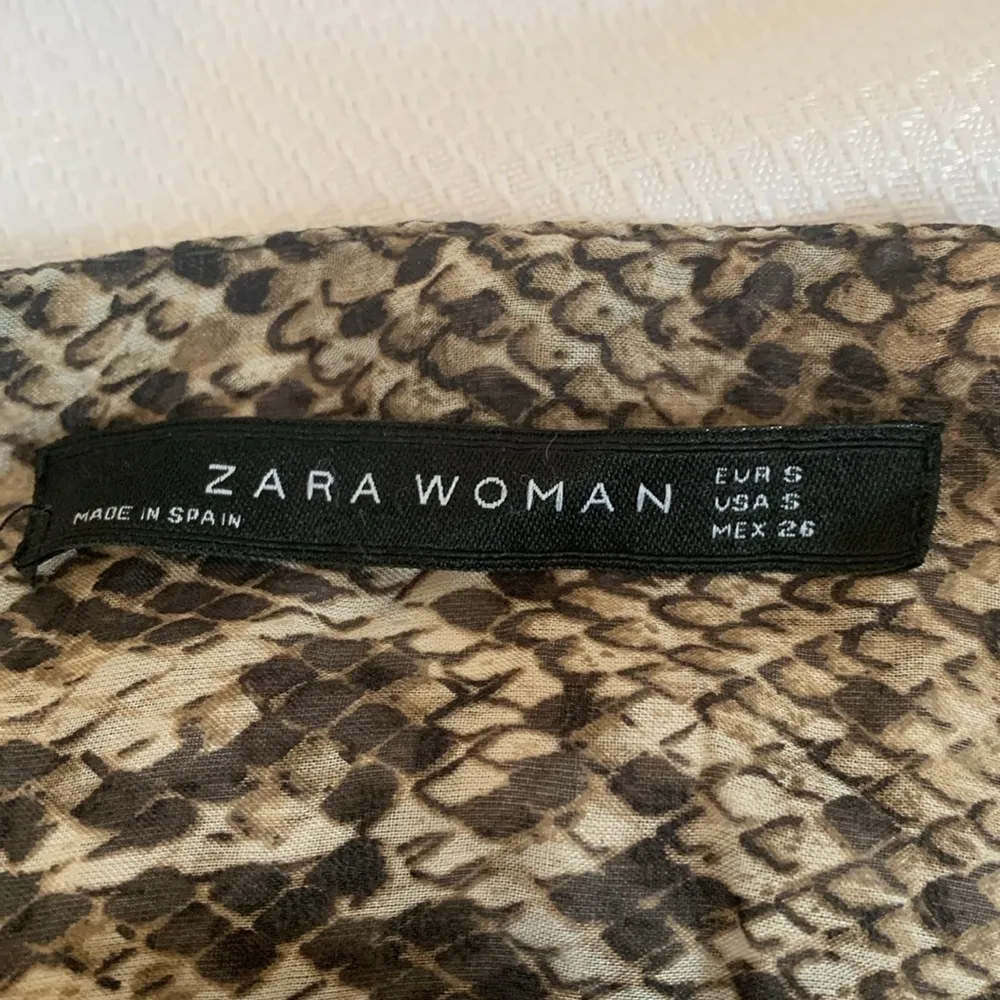 ZARA WOMAN
MADE IN SPAIN
EUR S
USA S
MEX 26